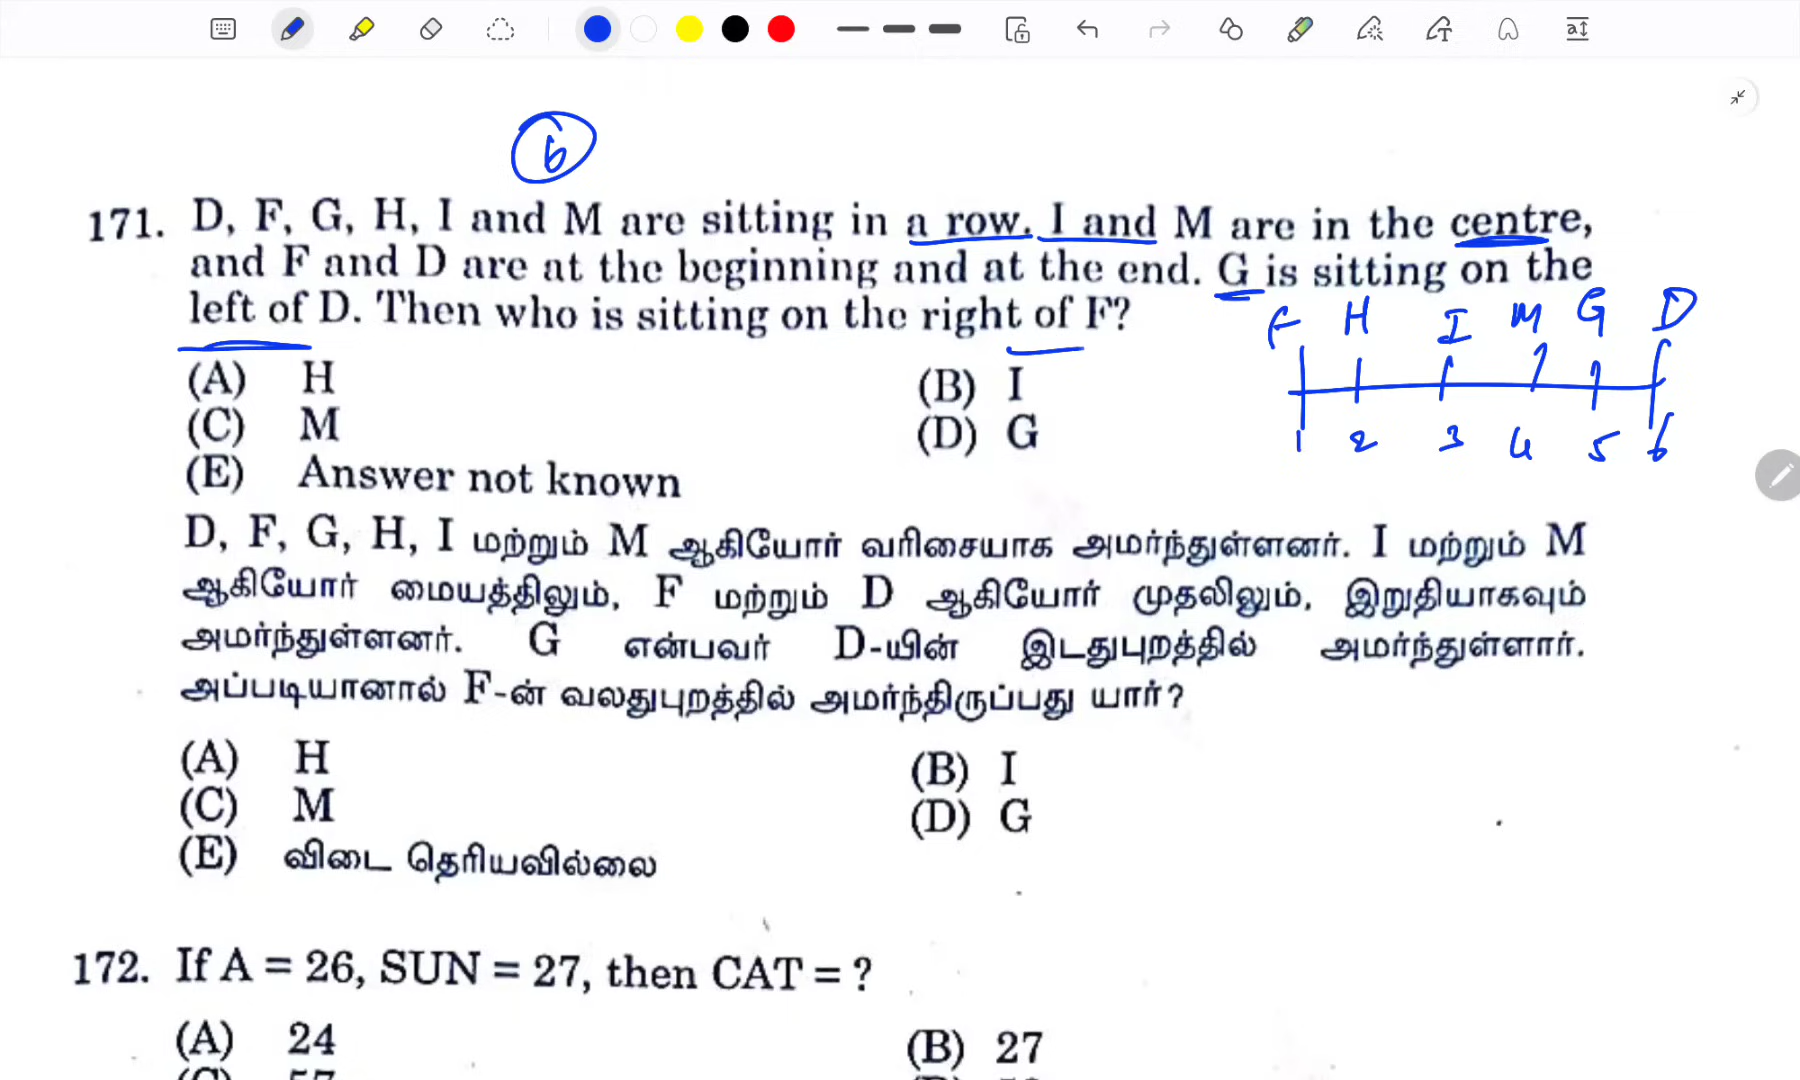 6
171. D, F, G, H, I and M are sitting in a row. I and M are in the centre,
and F and D are at the beginning and at the end. G is sitting on the
left of D. Then who is sitting on the right of F?
F H I M G D
1 2 3 4 5 6
(A) H (B) I
(C) M (D) G
(E) Answer not known
D, F, G, H, I மற்றும் M ஆகியோர் வரிசையாக அமர்ந்துள்ளனர். I மற்றும் M
ஆகியோர் மையத்திலும், F மற்றும் D ஆகியோர் முதலிலும், இறுதியாகவும்
அமர்ந்துள்ளனர். G என்பவர் D-யின் இடதுபுறத்தில் அமர்ந்துள்ளார்.
அப்படியானால் F-ன் வலதுபுறத்தில் அமர்ந்திருப்பது யார்?
(A) H (B) I
(C) M (D) G
(E) விடை தெரியவில்லை
172. If A = 26, SUN = 27, then CAT = ?
(A) 24 (B) 27